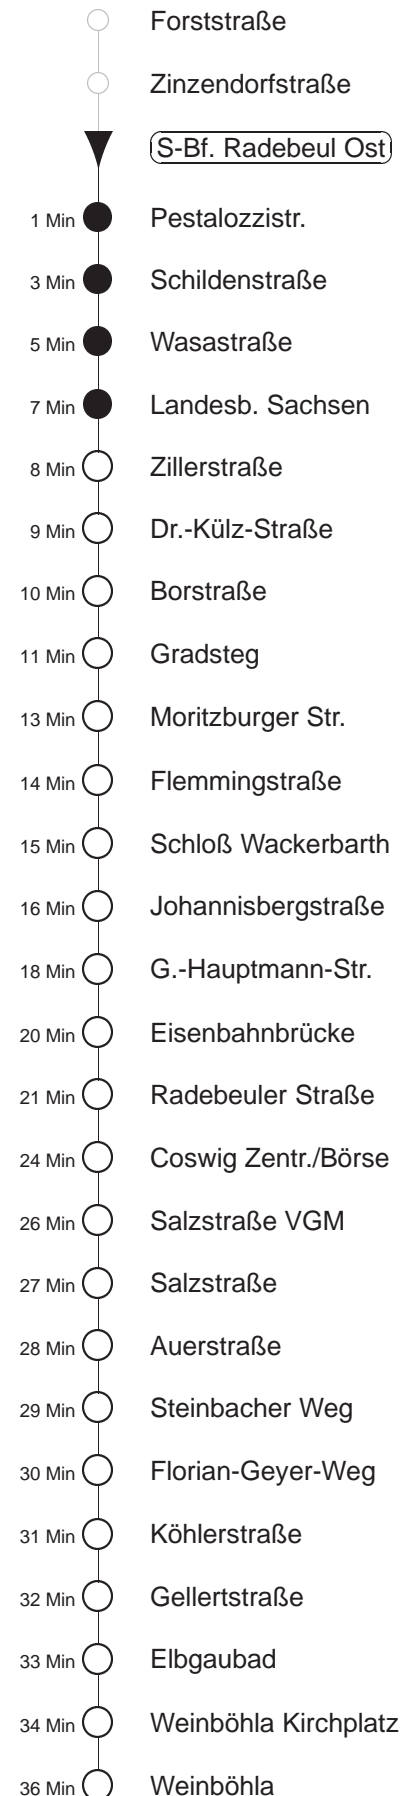 Forststraße
Zinzendorfstraße
S-Bf. Radebeul Ost
1 Min Pestalozzistr.
3 Min Schildenstraße
5 Min Wasastraße
7 Min Landesb. Sachsen
8 Min Zillerstraße
9 Min Dr.-Külz-Straße
10 Min Borstraße
11 Min Gradsteg
13 Min Moritzburger Str.
14 Min Flemmingstraße
15 Min Schloß Wackerbarth
16 Min Johannisbergstraße
18 Min G.-Hauptmann-Str.
20 Min Eisenbahnbrücke
21 Min Radebeuler Straße
24 Min Coswig Zentr./Börse
26 Min Salzstraße VGM
27 Min Salzstraße
28 Min Auerstraße
29 Min Steinbacher Weg
30 Min Florian-Geyer-Weg
31 Min Köhlerstraße
32 Min Gellertstraße
33 Min Elbgaubad
34 Min Weinböhla Kirchplatz
36 Min Weinböhla